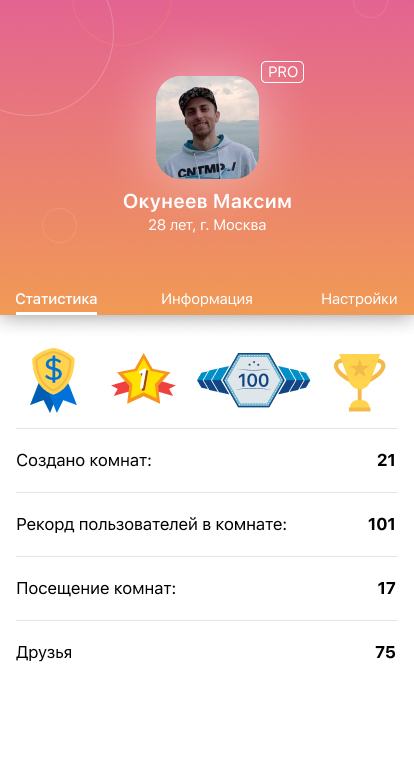 PRO
Окунеев Максим
28 лет, г. Москва
Статистика Информация Настройки
$ 1 100
Создано комнат: 21
Рекорд пользователей в комнате: 101
Посещение комнат: 17
Друзья 75